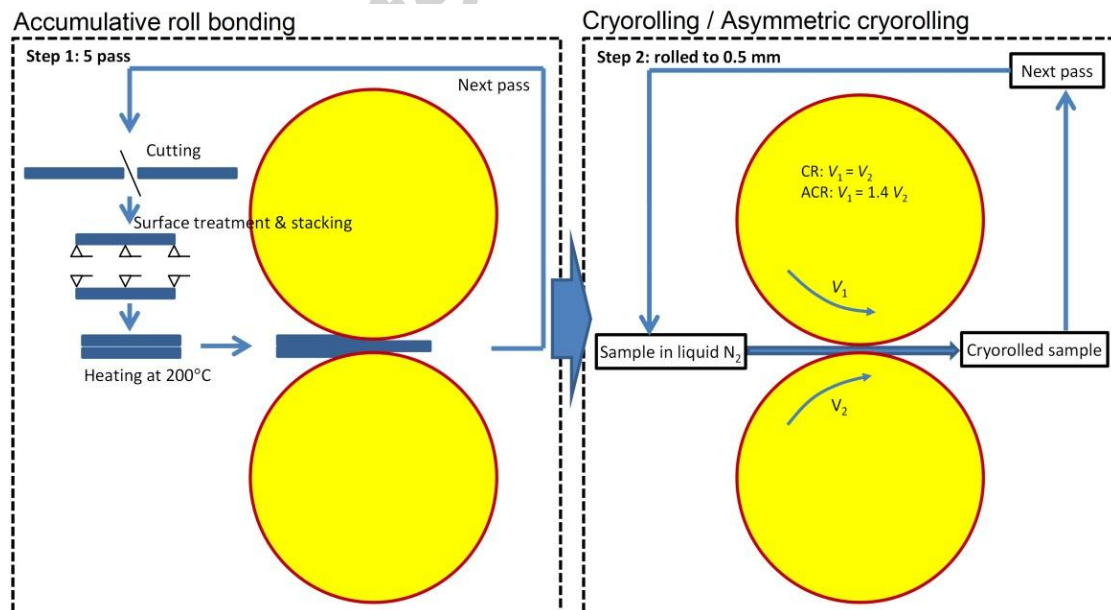 Accumulative roll bonding
Step 1: 5 pass
Next pass
Cutting
Surface treatment & stacking
Heating at 200°C
Cryorolling / Asymmetric cryorolling
Step 2: rolled to 0.5 mm
Next pass
CR: V₁ = V₂
ACR: V₁ = 1.4 V₂
V₁
Sample in liquid N₂
Cryorolled sample
V₂